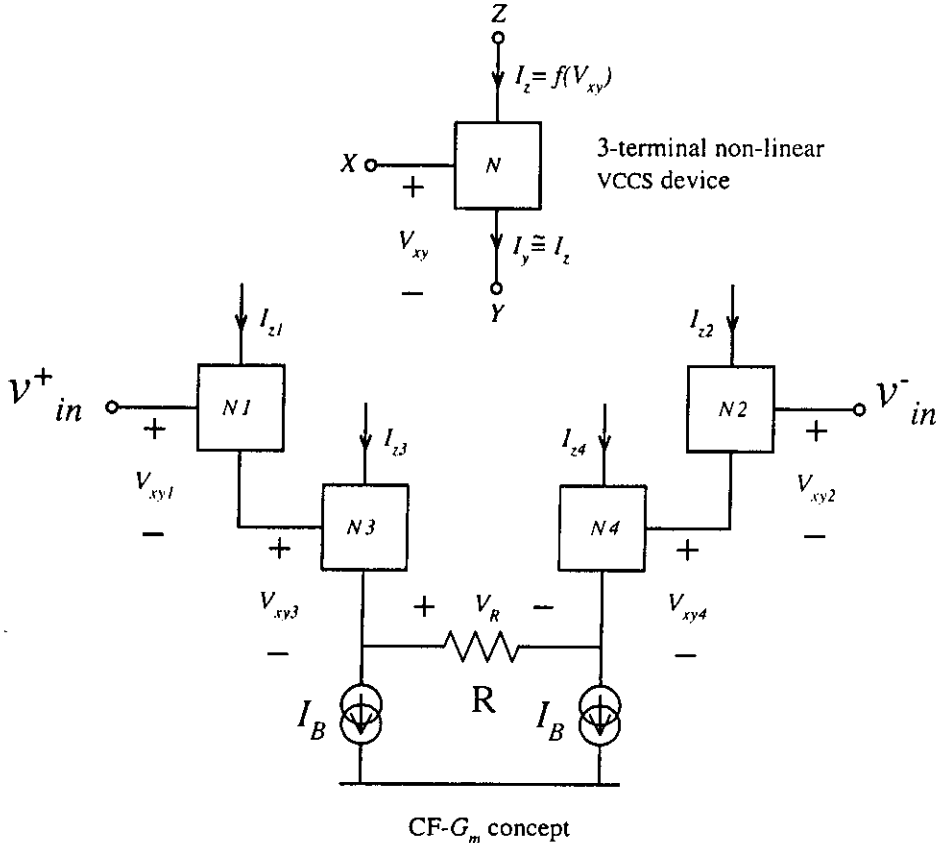 Z
I_z = f(V_xy)
3-terminal non-linear
VCCS device
X
N
+
V_xy
I_y ≅ I_z
−
Y
I_z1
I_z2
v^+_in
N1
N2
v^-_in
+
+
I_z3
I_z4
V_xy1
V_xy2
−
−
N3
N4
+
+
V_xy3
+ V_R −
V_xy4
−
−
R
I_B
I_B
CF-G_m concept